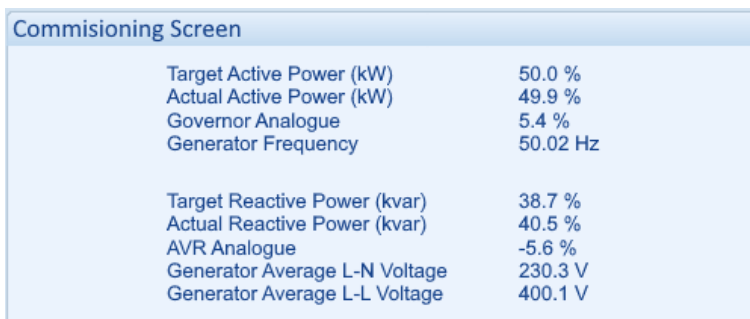 Commisioning Screen
Target Active Power (kW) 50.0 %
Actual Active Power (kW) 49.9 %
Governor Analogue 5.4 %
Generator Frequency 50.02 Hz
Target Reactive Power (kvar) 38.7 %
Actual Reactive Power (kvar) 40.5 %
AVR Analogue -5.6 %
Generator Average L-N Voltage 230.3 V
Generator Average L-L Voltage 400.1 V